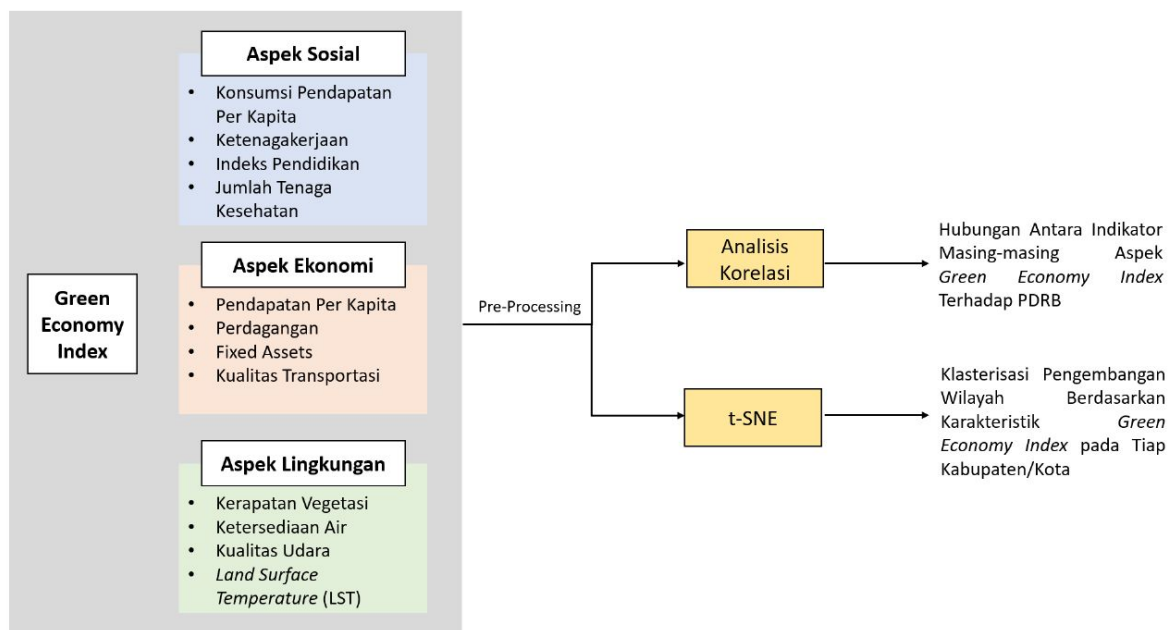 Green
Economy
Index
Aspek Sosial
• Konsumsi Pendapatan
Per Kapita
• Ketenagakerjaan
• Indeks Pendidikan
• Jumlah Tenaga
Kesehatan
Aspek Ekonomi
• Pendapatan Per Kapita
• Perdagangan
• Fixed Assets
• Kualitas Transportasi
Aspek Lingkungan
• Kerapatan Vegetasi
• Ketersediaan Air
• Kualitas Udara
• Land Surface
Temperature (LST)
Pre-Processing
Analisis
Korelasi
Hubungan Antara Indikator
Masing-masing Aspek
Green Economy Index
Terhadap PDRB
t-SNE
Klasterisasi Pengembangan
Wilayah Berdasarkan
Karakteristik Green
Economy Index pada Tiap
Kabupaten/Kota